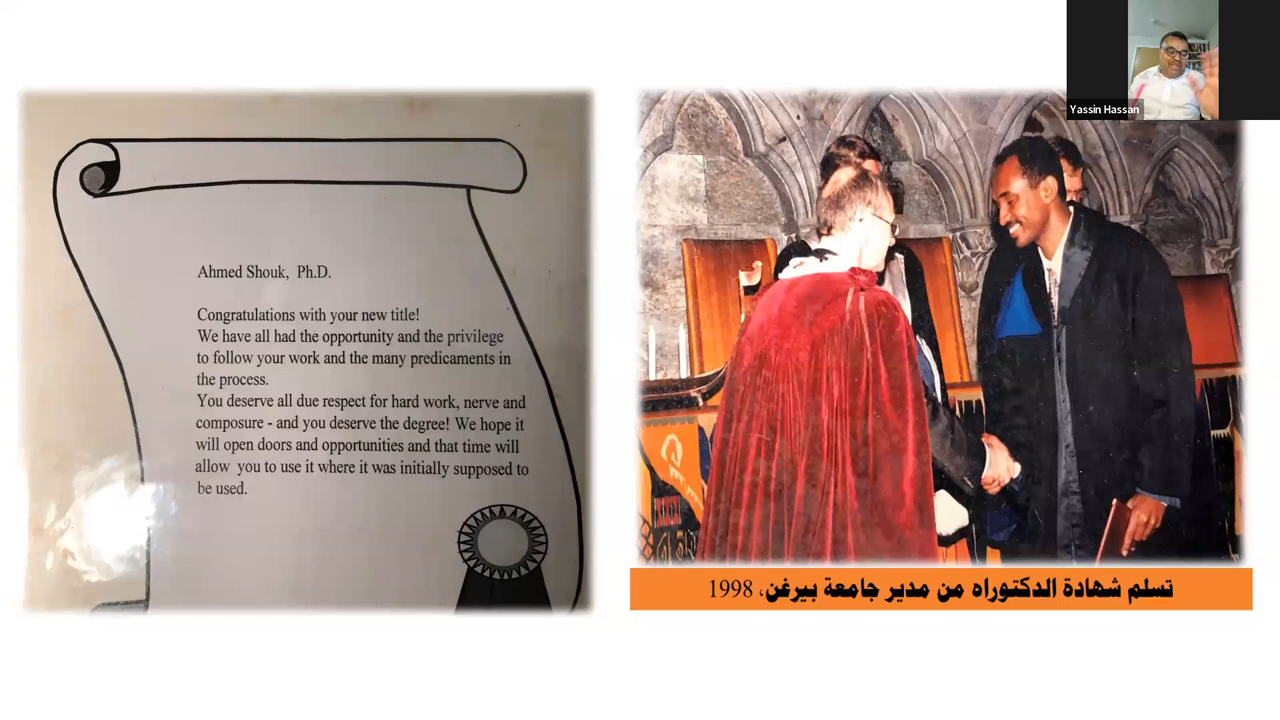 Yassin Hassan
Ahmed Shouk, Ph.D.
Congratulations with your new title!
We have all had the opportunity and the privilege
to follow your work and the many predicaments in
the process.
You deserve all due respect for hard work, nerve and
composure - and you deserve the degree! We hope it
will open doors and opportunities and that time will
allow you to use it where it was initially supposed to
be used.
تسلم شهادة الدكتوراه من مدير جامعة بيرغن، 1998